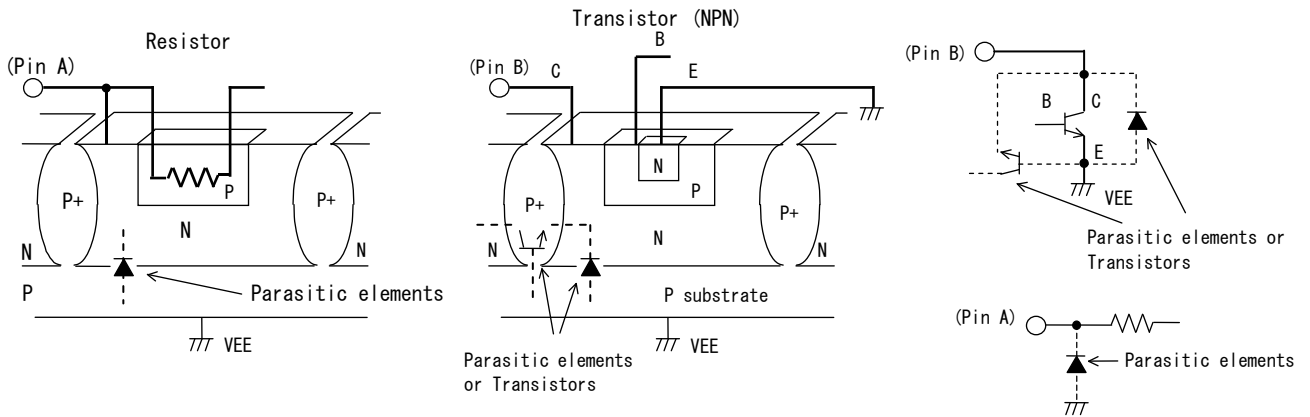 Resistor
(Pin A)
P+
P
P+
N
N
N
P
Parasitic elements
VEE
Transistor (NPN)
B
(Pin B)
C
E
N
P
P+
P+
N
N
N
P substrate
VEE
Parasitic elements
or Transistors
(Pin B)
B
C
E
VEE
Parasitic elements or
Transistors
(Pin A)
Parasitic elements